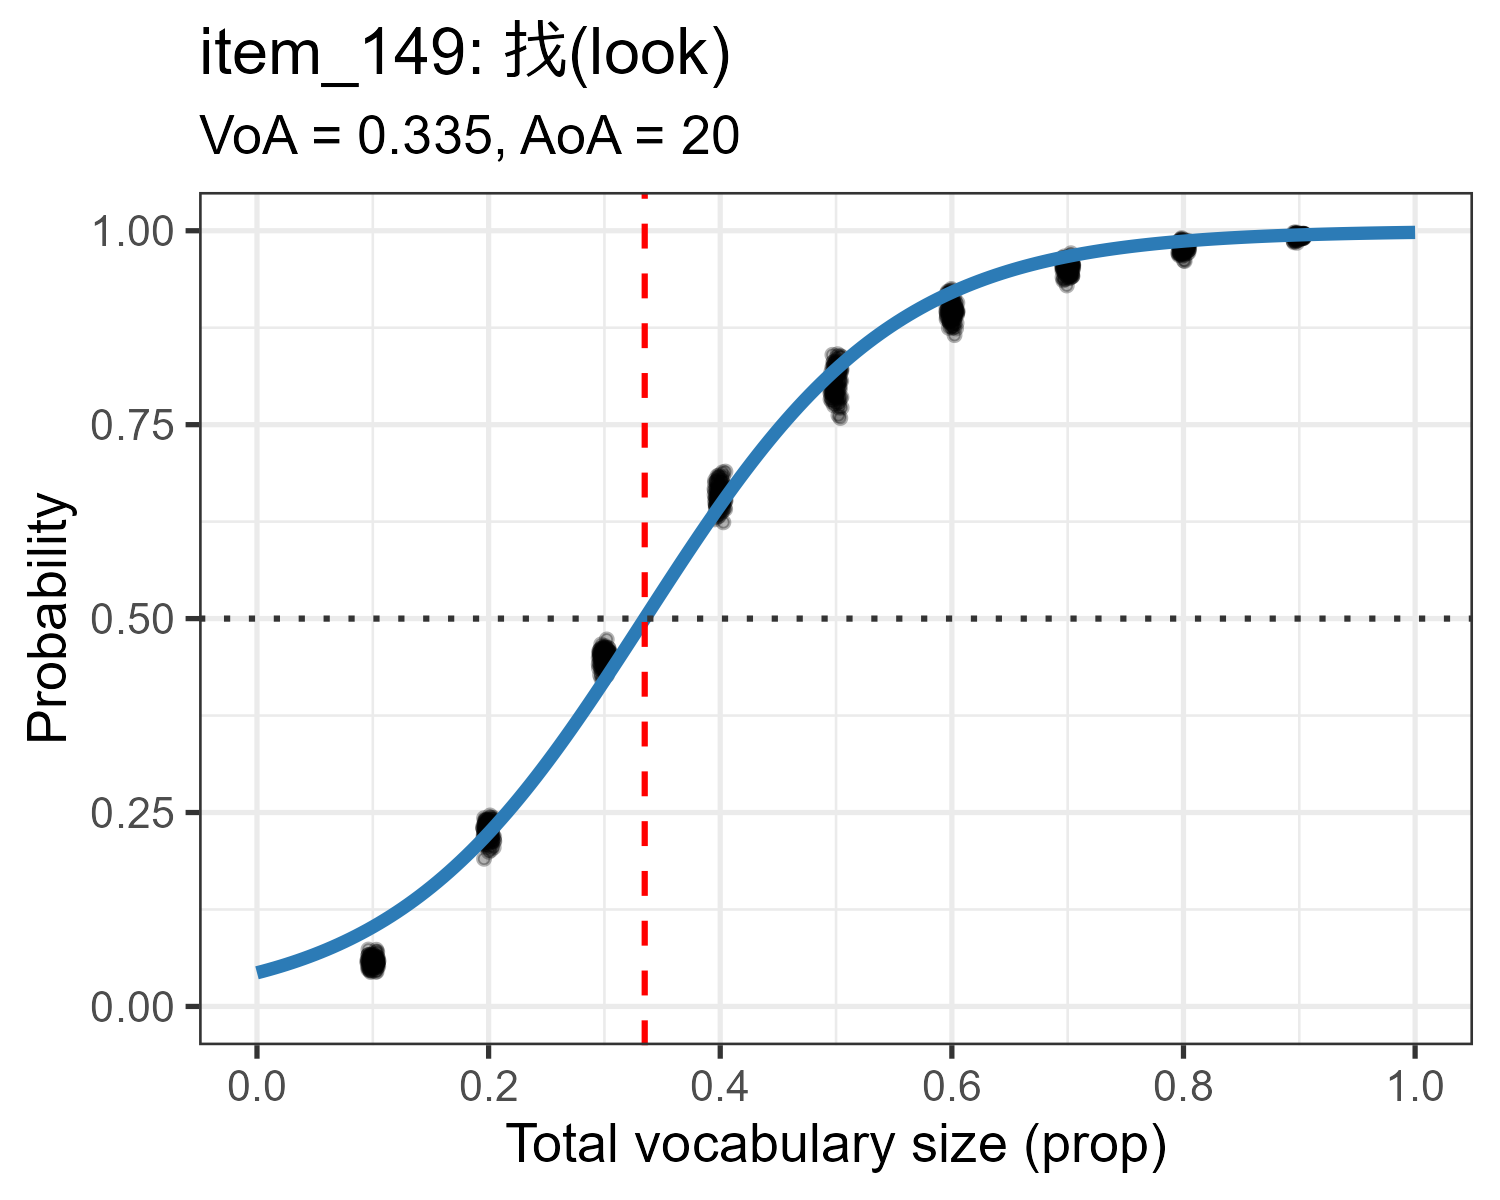 item_149: 找(look)
VoA = 0.335, AoA = 20
Probability
1.00
0.75
0.50
0.25
0.00
0.0 0.2 0.4 0.6 0.8 1.0
Total vocabulary size (prop)